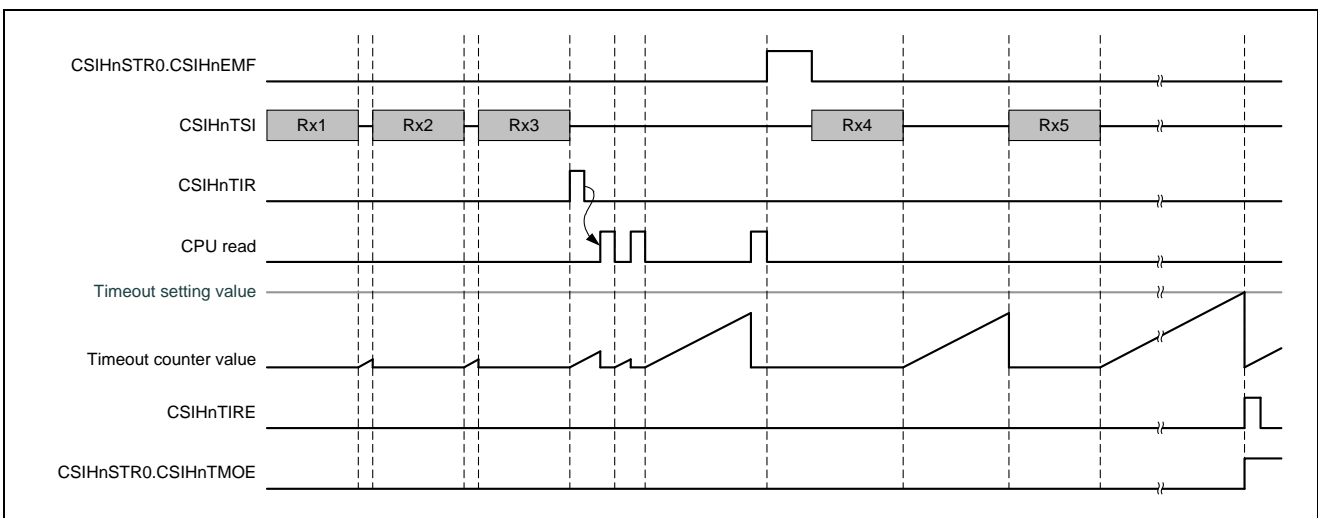 CSIHnSTR0.CSIHnEMF
CSIHnTSI Rx1 Rx2 Rx3 Rx4 Rx5
CSIHnTIR
CPU read
Timeout setting value
Timeout counter value
CSIHnTIRE
CSIHnSTR0.CSIHnTMOE